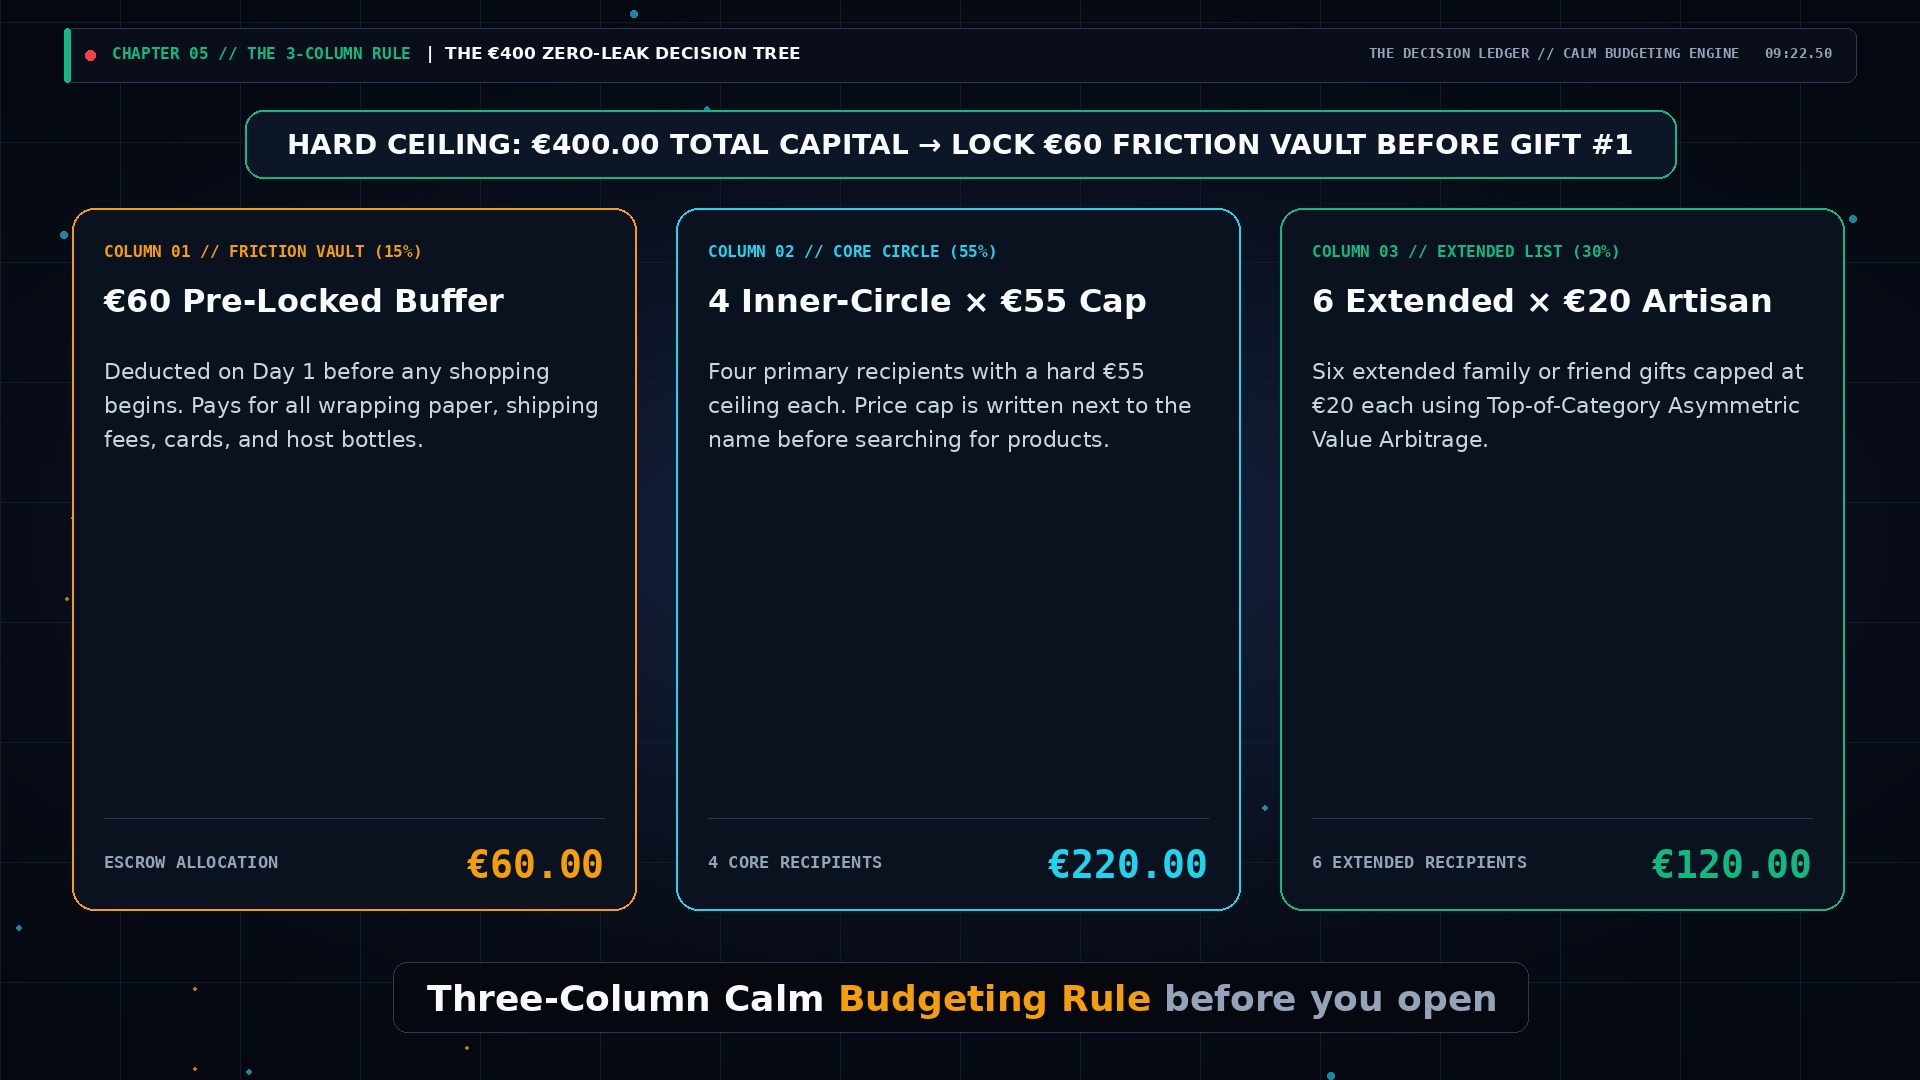 CHAPTER 05 // THE 3-COLUMN RULE | THE €400 ZERO-LEAK DECISION TREE
THE DECISION LEDGER // CALM BUDGETING ENGINE 09:22.50
HARD CEILING: €400.00 TOTAL CAPITAL → LOCK €60 FRICTION VAULT BEFORE GIFT #1
COLUMN 01 // FRICTION VAULT (15%)
€60 Pre-Locked Buffer
Deducted on Day 1 before any shopping
begins. Pays for all wrapping paper, shipping
fees, cards, and host bottles.
ESCROW ALLOCATION €60.00
COLUMN 02 // CORE CIRCLE (55%)
4 Inner-Circle × €55 Cap
Four primary recipients with a hard €55
ceiling each. Price cap is written next to the
name before searching for products.
4 CORE RECIPIENTS €220.00
COLUMN 03 // EXTENDED LIST (30%)
6 Extended × €20 Artisan
Six extended family or friend gifts capped at
€20 each using Top-of-Category Asymmetric
Value Arbitrage.
6 EXTENDED RECIPIENTS €120.00
Three-Column Calm Budgeting Rule before you open